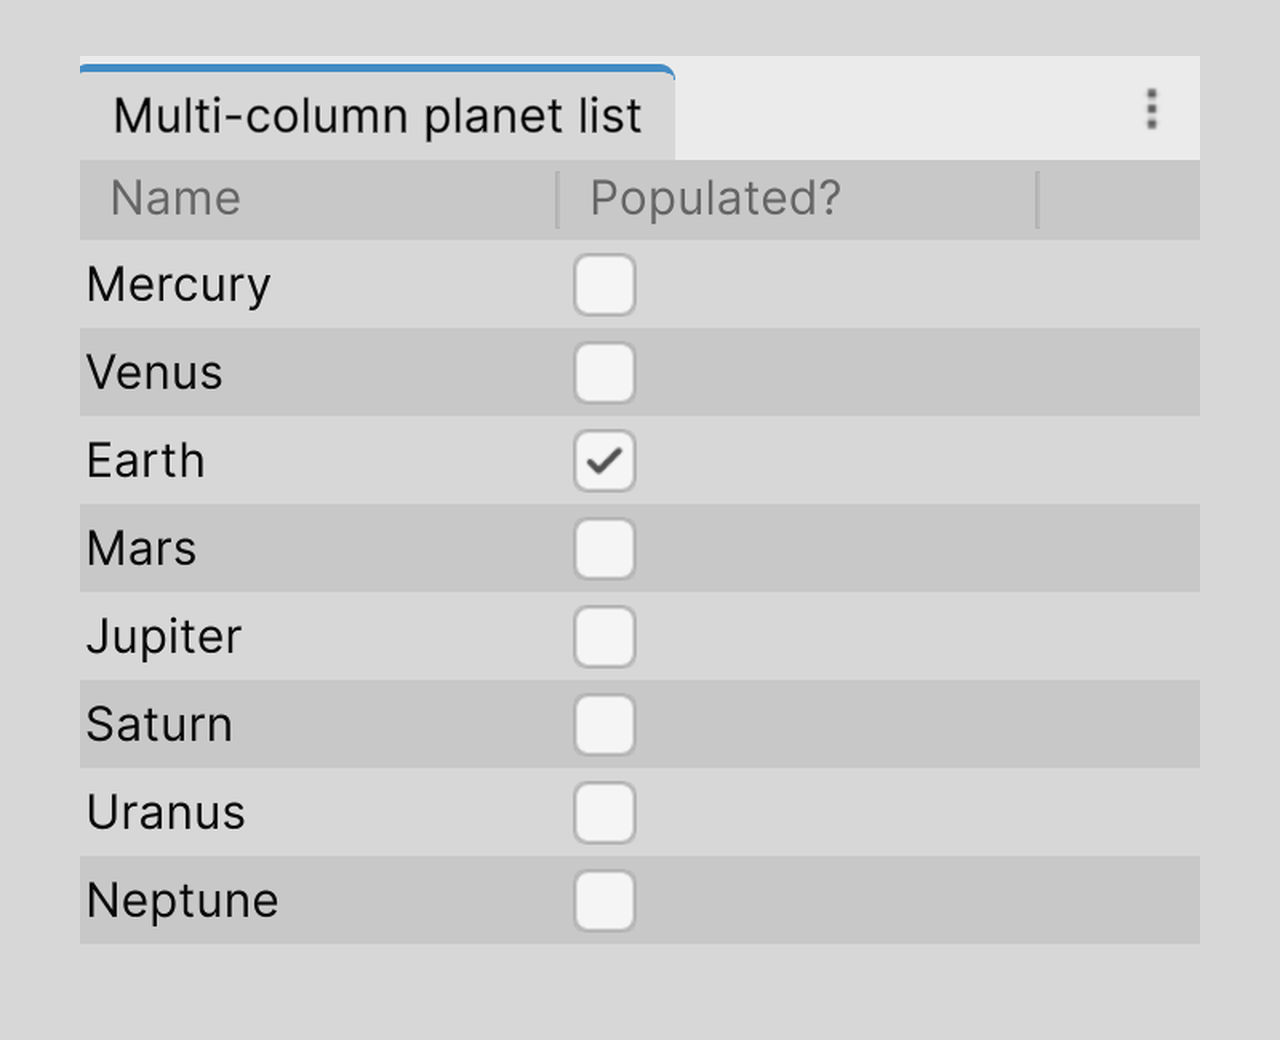 Multi-column planet list
Name Populated?
Mercury
Venus
Earth
Mars
Jupiter
Saturn
Uranus
Neptune